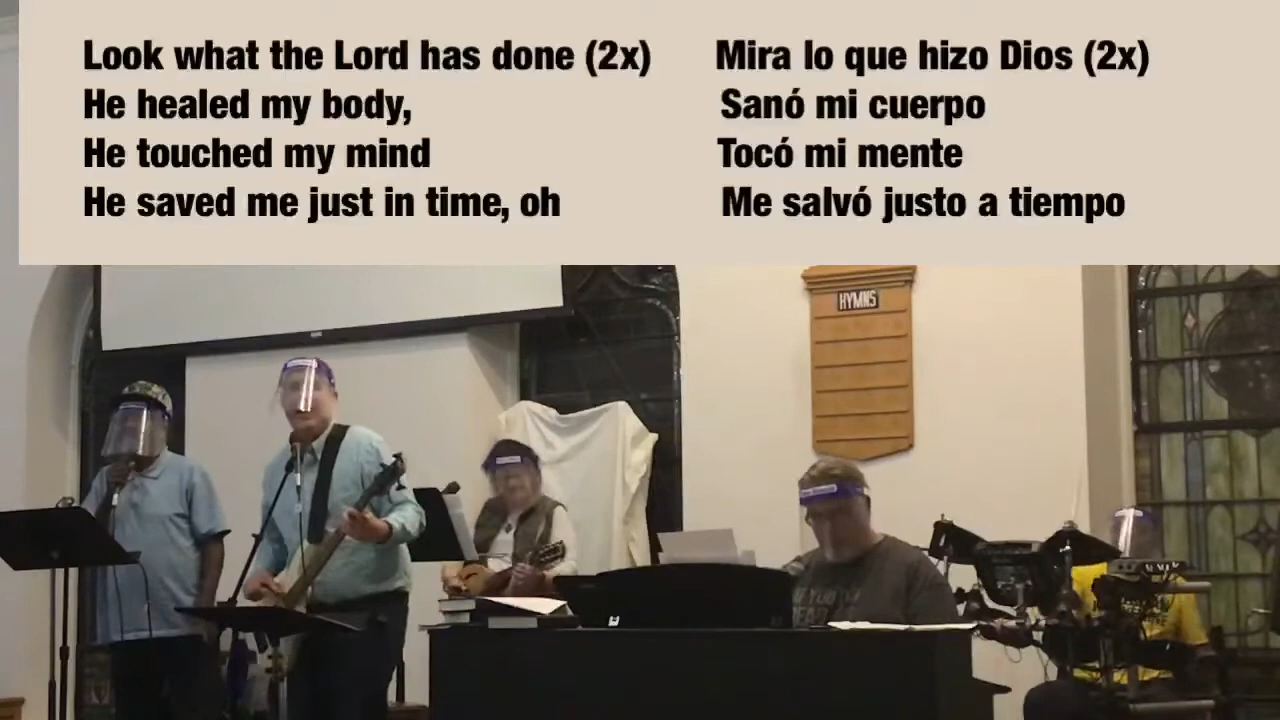 Look what the Lord has done (2x)
He healed my body,
He touched my mind
He saved me just in time, oh
Mira lo que hizo Dios (2x)
Sanó mi cuerpo
Tocó mi mente
Me salvó justo a tiempo
HYMNS